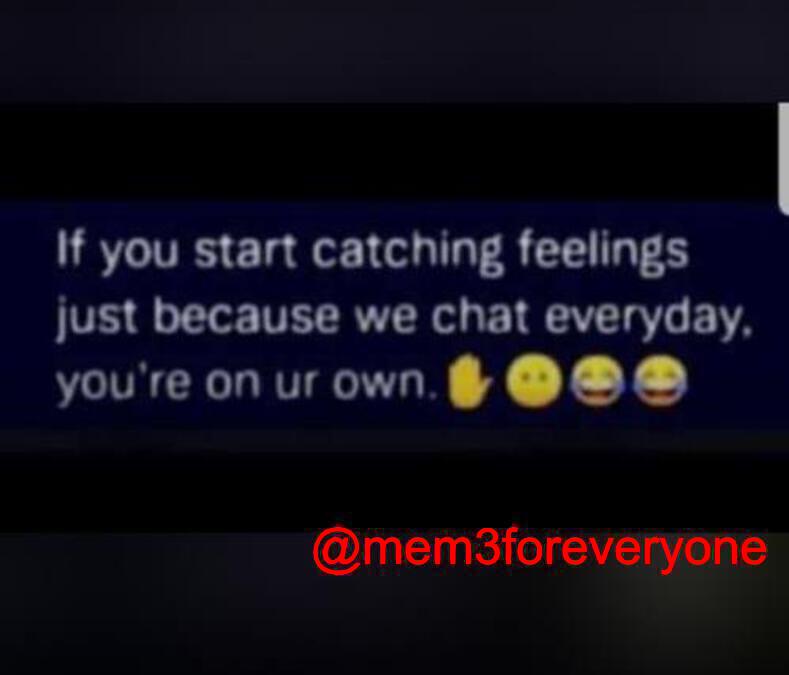 If you start catching feelings
just because we chat everyday,
you're on ur own.✋😶😂😂
@mem3foreveryone